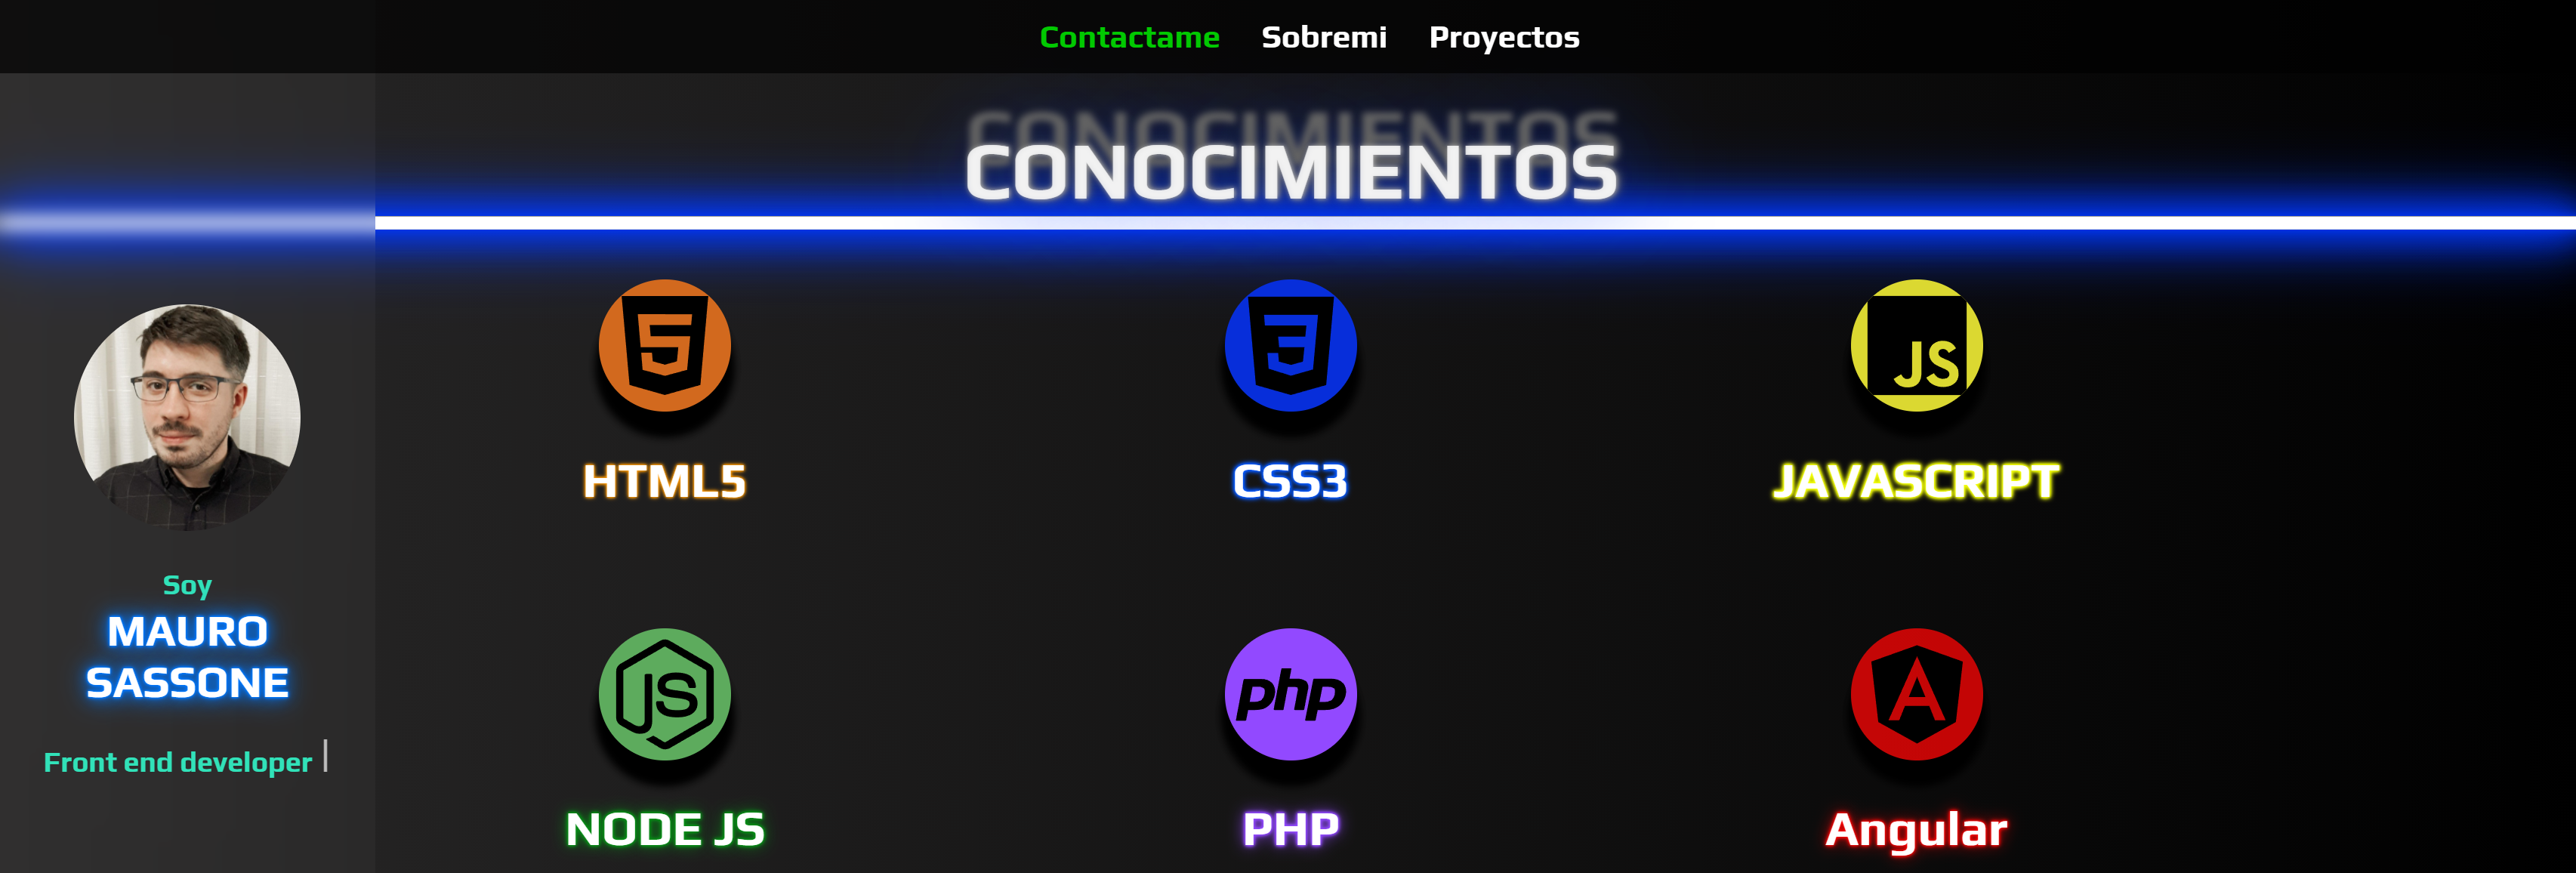 Contactame Sobremi Proyectos
CONOCIMIENTOS
CONOCIMIENTOS
5
3
JS
HTML5
CSS3
JAVASCRIPT
Soy
MAURO
SASSONE
Front end developer
JS
php
A
NODE JS
PHP
Angular